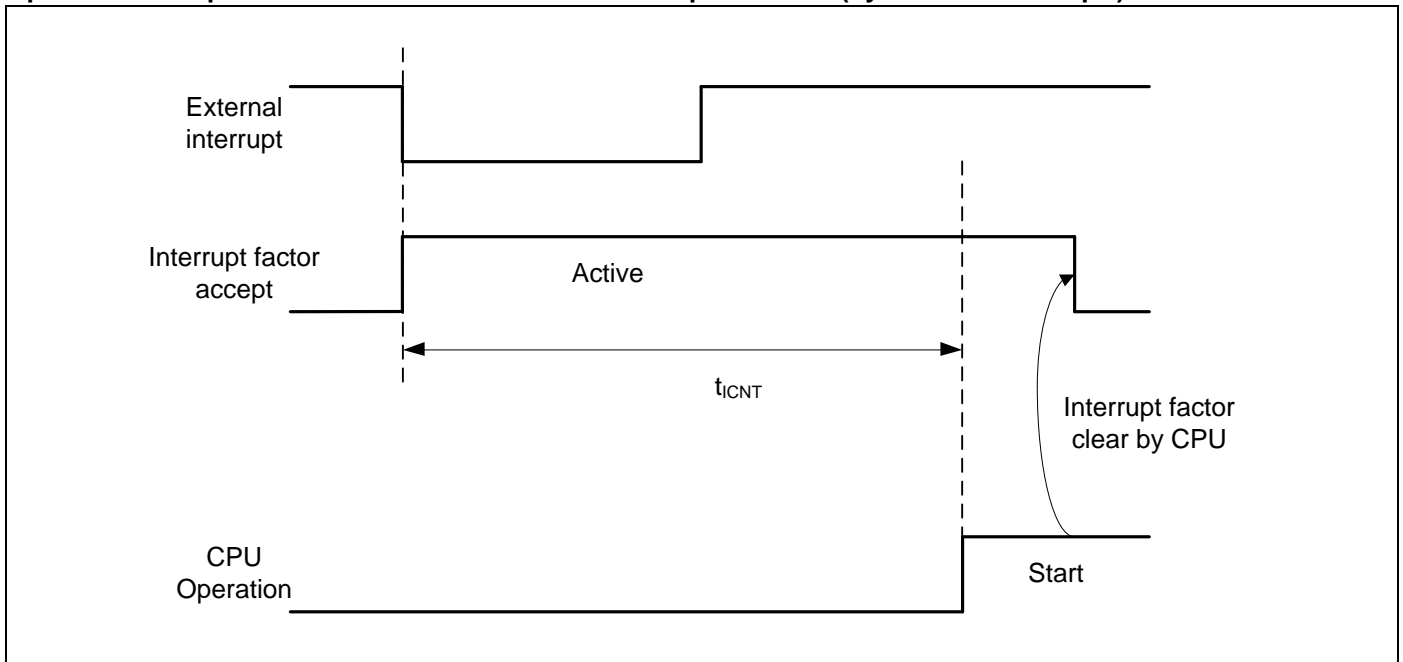 External
interrupt
Interrupt factor
accept
Active
tICNT
Interrupt factor
clear by CPU
CPU
Operation
Start